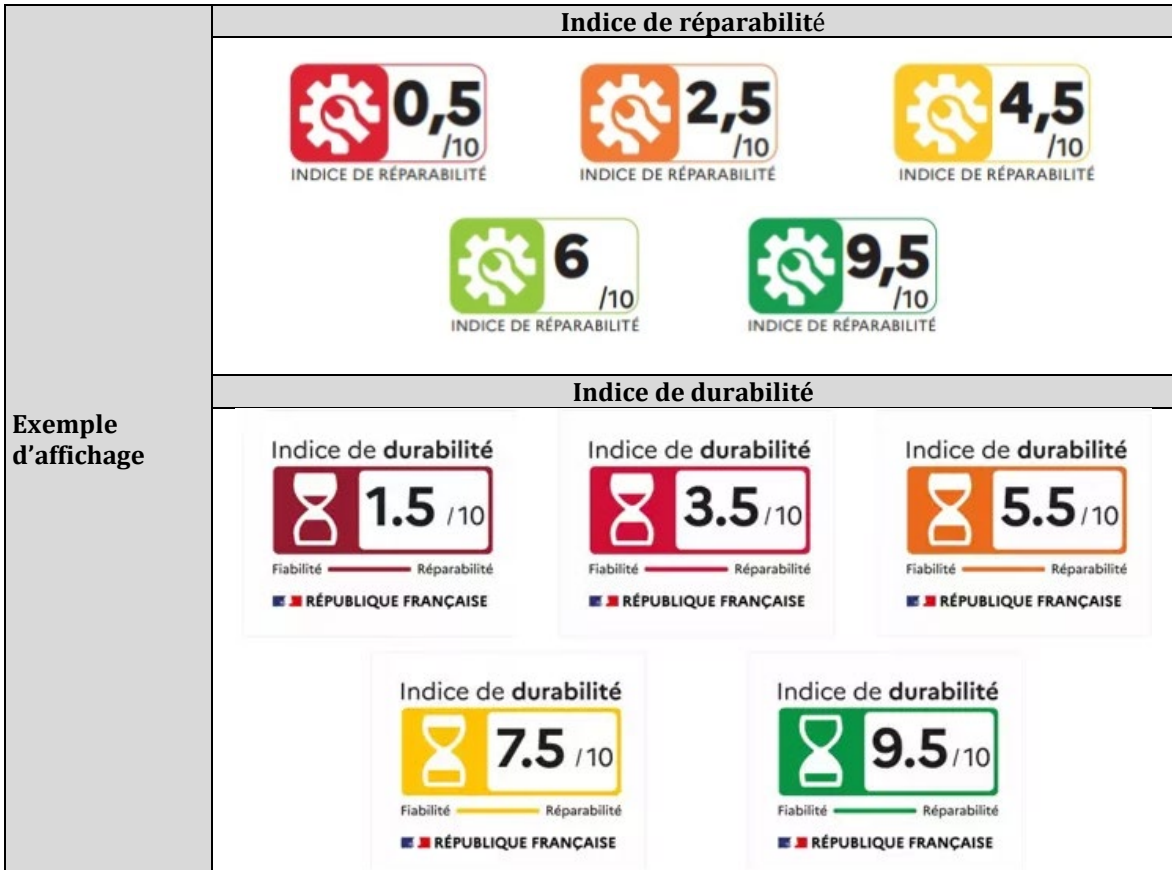 Exemple
d'affichage
Indice de réparabilité
0,5
/10
INDICE DE RÉPARABILITÉ
2,5
/10
INDICE DE RÉPARABILITÉ
4,5
/10
INDICE DE RÉPARABILITÉ
6
/10
INDICE DE RÉPARABILITÉ
9,5
/10
INDICE DE RÉPARABILITÉ
Indice de durabilité
Indice de durabilité
1.5 /10
Fiabilité Réparabilité
RÉPUBLIQUE FRANÇAISE
Indice de durabilité
3.5 /10
Fiabilité Réparabilité
RÉPUBLIQUE FRANÇAISE
Indice de durabilité
5.5 /10
Fiabilité Réparabilité
RÉPUBLIQUE FRANÇAISE
Indice de durabilité
7.5 /10
Fiabilité Réparabilité
RÉPUBLIQUE FRANÇAISE
Indice de durabilité
9.5 /10
Fiabilité Réparabilité
RÉPUBLIQUE FRANÇAISE